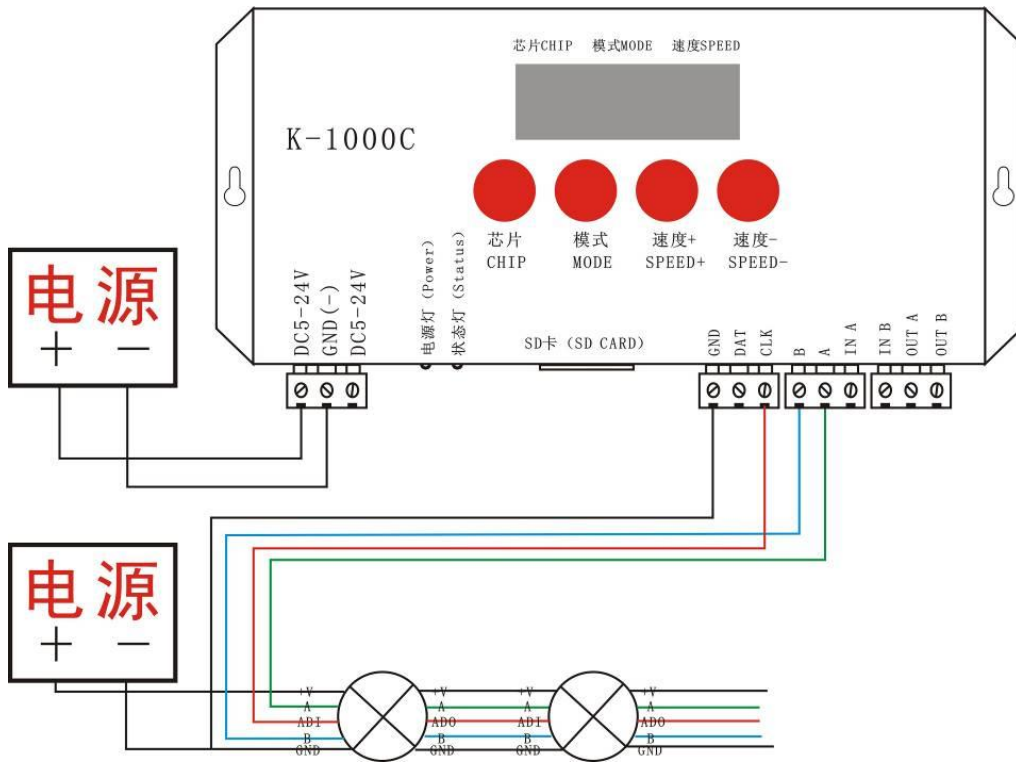 芯片CHIP 模式MODE 速度SPEED
K-1000C
芯片 模式 速度+ 速度-
CHIP MODE SPEED+ SPEED-
电源
+ −
DC5-24V
GND(-)
DC5-24V
电源灯(Power)
状态灯(Status)
SD卡(SD CARD)
GND
DAT
CLK
B
A
IN A
IN B
OUT A
OUT B
电源
+ −
+V +V +V +V
A A A A
ADI ADO ADI ADO
B B B B
GND GND GND GND